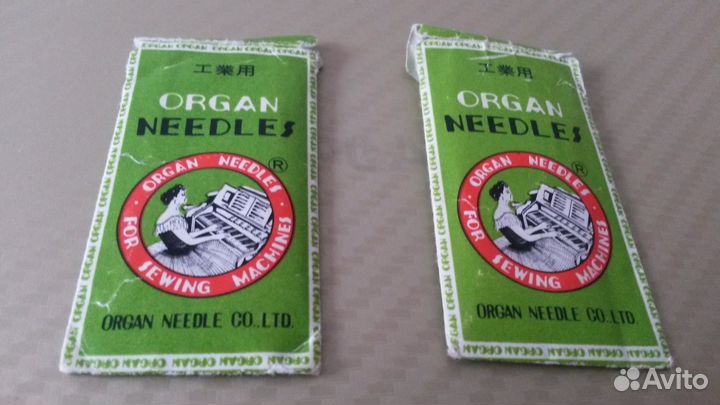 工業用
ORGAN
NEEDLES
®
ORGAN NEEDLES
FOR SEWING MACHINES
ORGAN NEEDLE CO.,LTD.
工業用
ORGAN
NEEDLES
®
ORGAN NEEDLES
FOR SEWING MACHINES
ORGAN NEEDLE CO.,LTD.
Avito